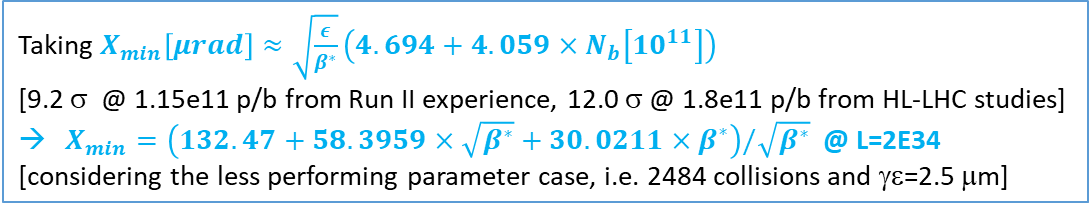 Taking X_min[μrad] ≈ √(ϵ/β*) (4.694 + 4.059 × N_b[10^11])
[9.2 σ @ 1.15e11 p/b from Run II experience, 12.0 σ @ 1.8e11 p/b from HL-LHC studies]
→ X_min = (132.47 + 58.3959 × √β* + 30.0211 × β*)/√β* @ L=2E34
[considering the less performing parameter case, i.e. 2484 collisions and γε=2.5 μm]